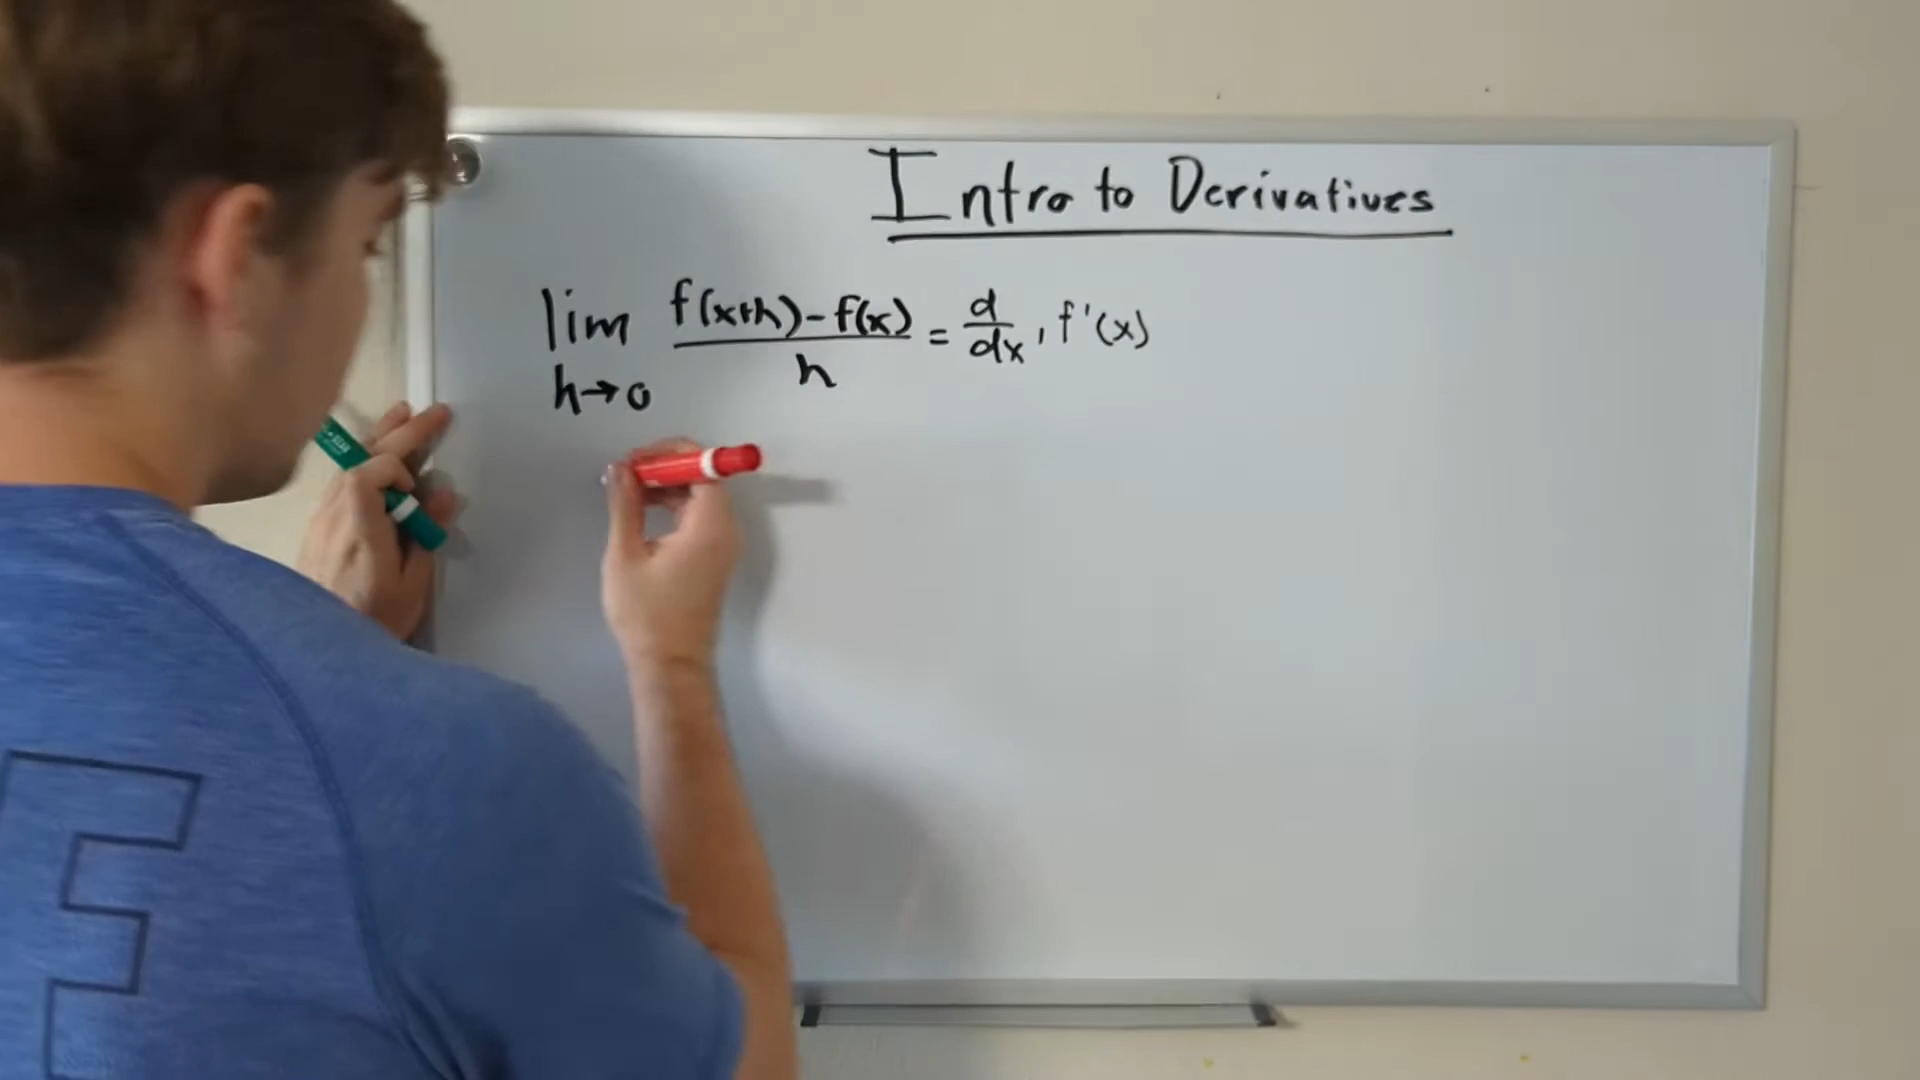 Intro to Derivatives
lim h→0 f(x+h)-f(x)/h = d/dx, f'(x)